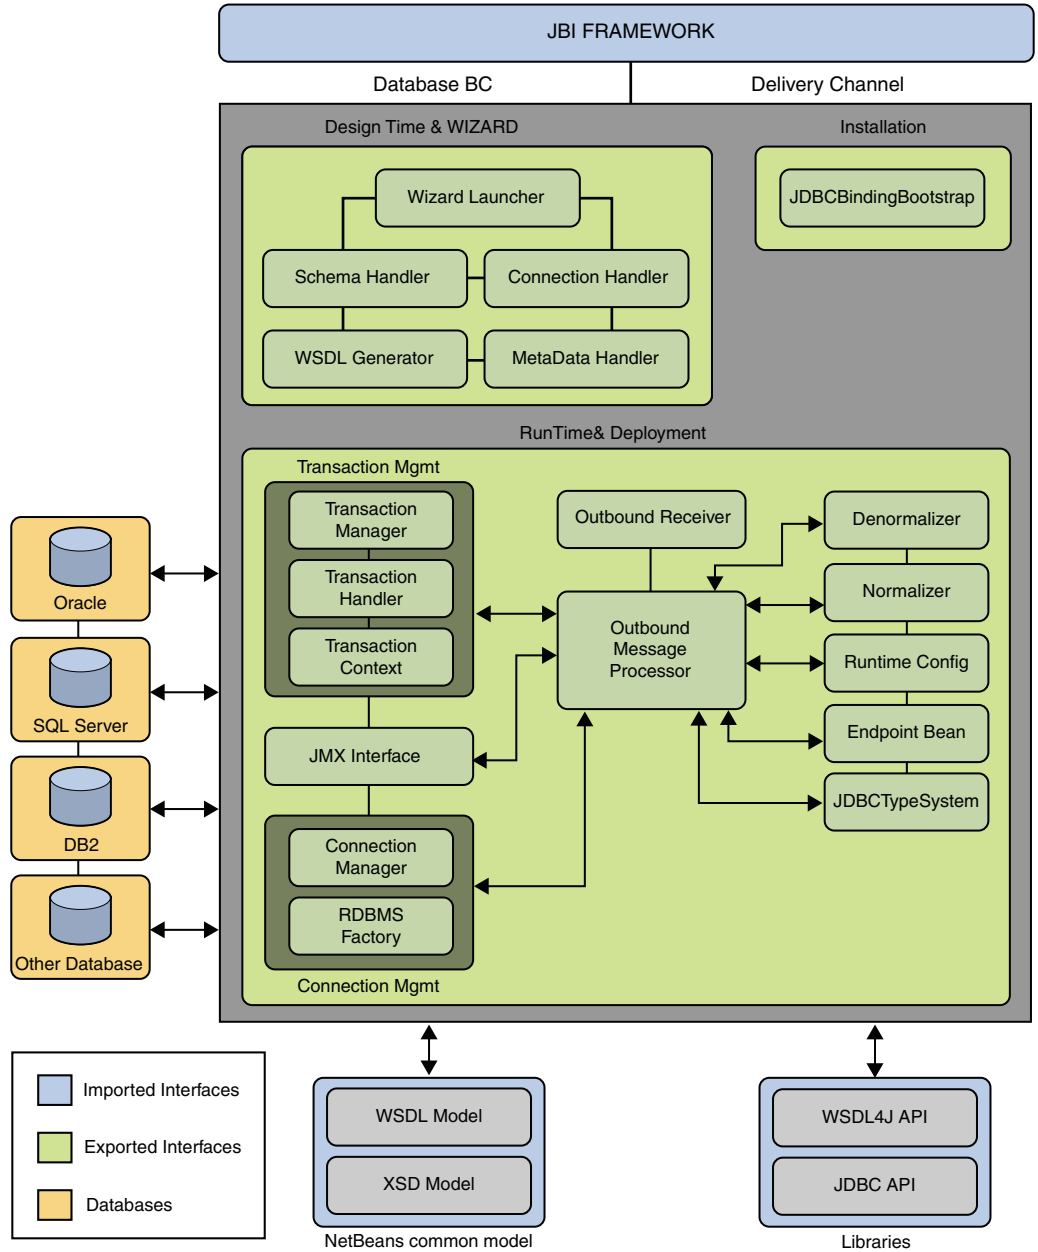 JBI FRAMEWORK
Database BC
Delivery Channel
Design Time & WIZARD
Installation
Wizard Launcher
JDBCBindingBootstrap
Schema Handler
Connection Handler
WSDL Generator
MetaData Handler
RunTime& Deployment
Transaction Mgmt
Transaction
Manager
Transaction
Handler
Transaction
Context
JMX Interface
Connection
Manager
RDBMS
Factory
Connection Mgmt
Outbound Receiver
Outbound
Message
Processor
Denormalizer
Normalizer
Runtime Config
Endpoint Bean
JDBCTypeSystem
Oracle
SQL Server
DB2
Other Database
Imported Interfaces
Exported Interfaces
Databases
WSDL Model
XSD Model
NetBeans common model
WSDL4J API
JDBC API
Libraries